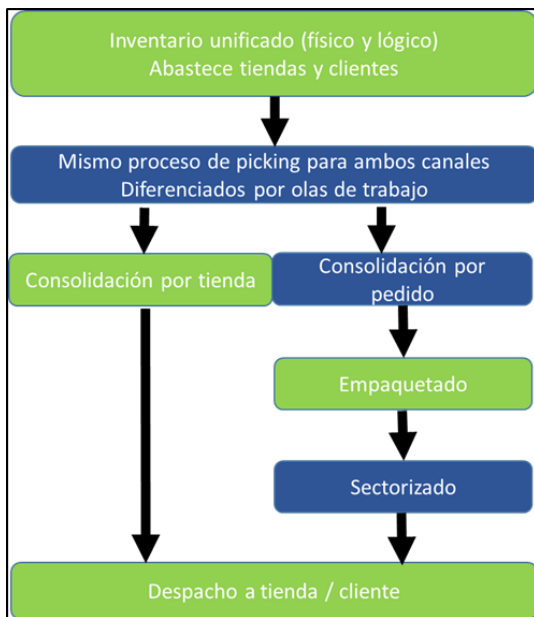 Inventario unificado (físico y lógico)
Abastece tiendas y clientes
Mismo proceso de picking para ambos canales
Diferenciados por olas de trabajo
Consolidación por tienda
Consolidación por
pedido
Empaquetado
Sectorizado
Despacho a tienda / cliente